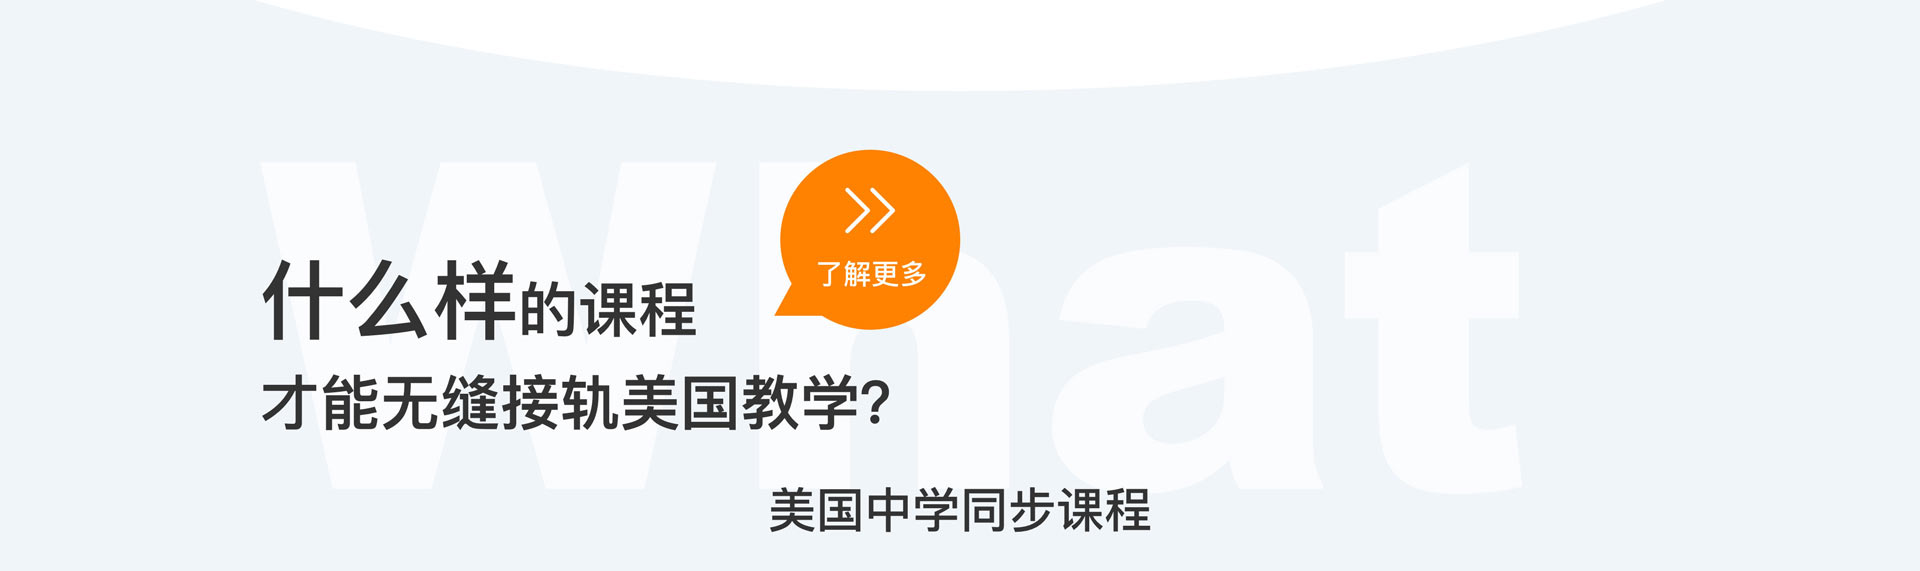 What
了解更多
什么样的课程
才能无缝接轨美国教学?
美国中学同步课程